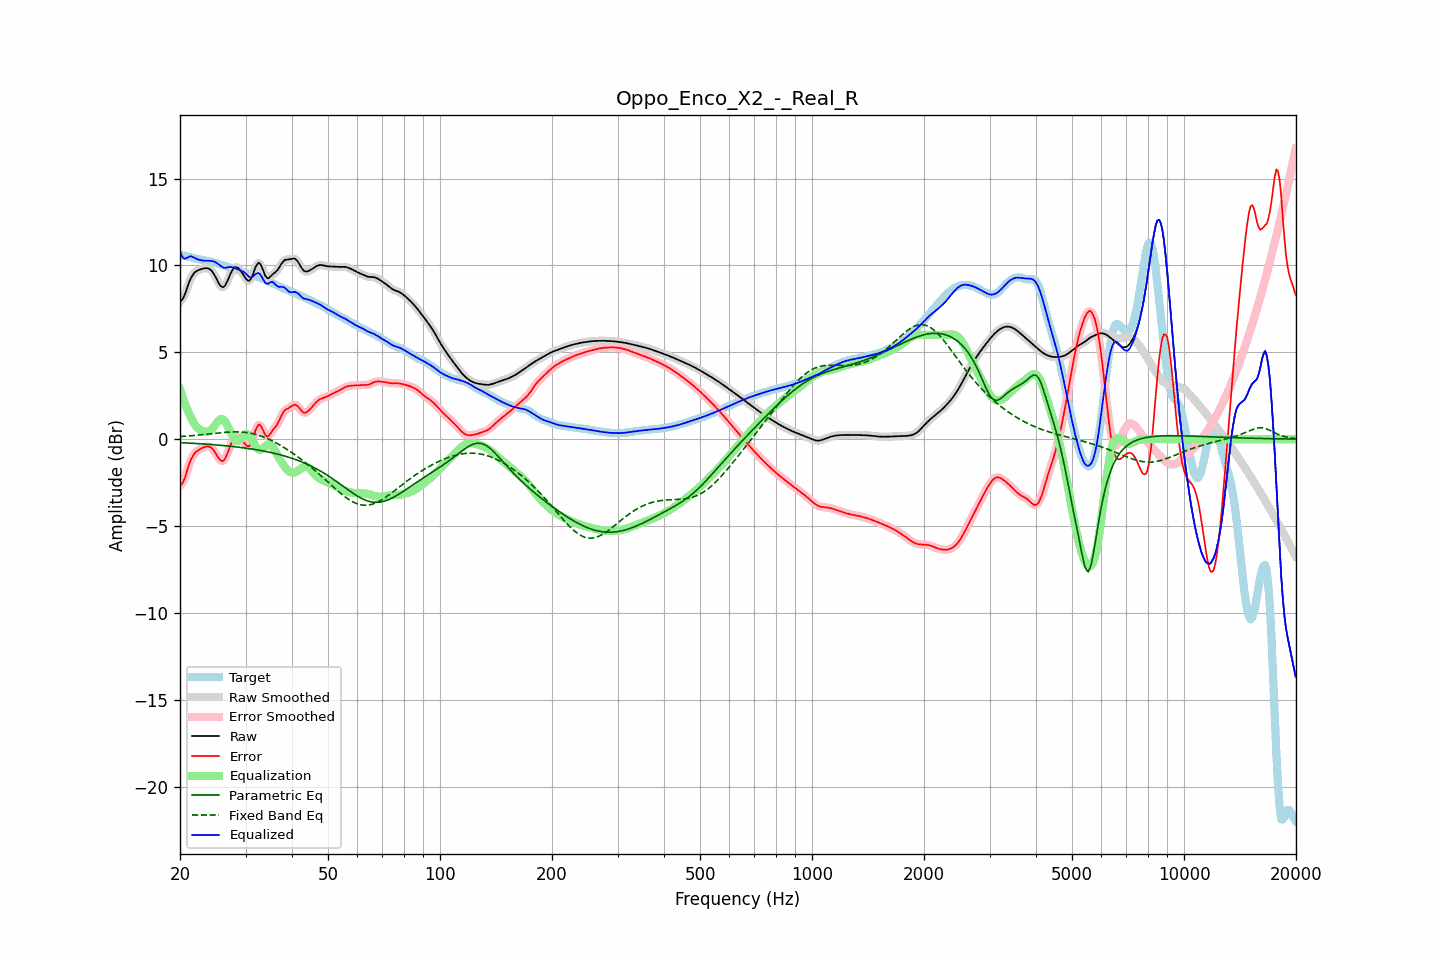 Oppo_Enco_X2_-_Real_R
Amplitude (dBr)
15
10
5
0
−5
−10
−15
−20
Target
Raw Smoothed
Error Smoothed
Raw
Error
Equalization
Parametric Eq
Fixed Band Eq
Equalized
20 50 100 200 500 1000 2000 5000 10000 20000
Frequency (Hz)